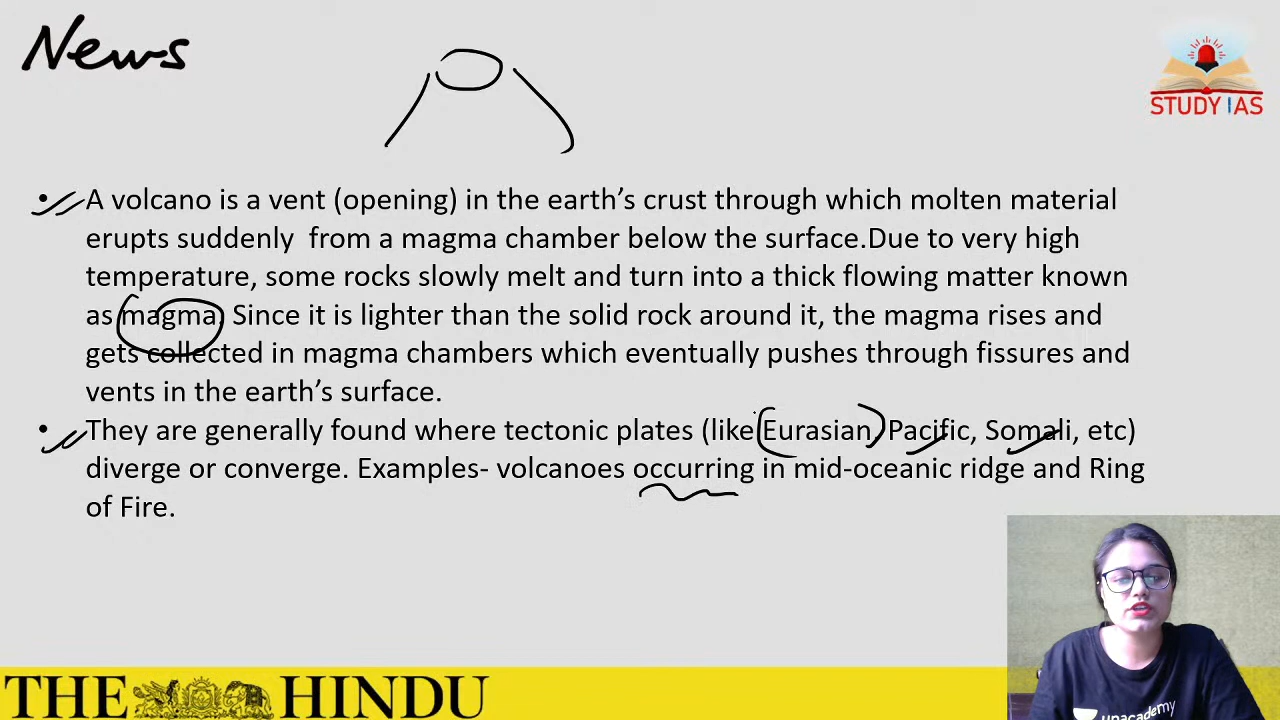 News
STUDY IAS
• A volcano is a vent (opening) in the earth’s crust through which molten material
erupts suddenly  from a magma chamber below the surface.Due to very high
temperature, some rocks slowly melt and turn into a thick flowing matter known
as magma. Since it is lighter than the solid rock around it, the magma rises and
gets collected in magma chambers which eventually pushes through fissures and
vents in the earth’s surface.
• They are generally found where tectonic plates (like Eurasian, Pacific, Somali, etc)
diverge or converge. Examples- volcanoes occurring in mid-oceanic ridge and Ring
of Fire.
THE HINDU
unacademy